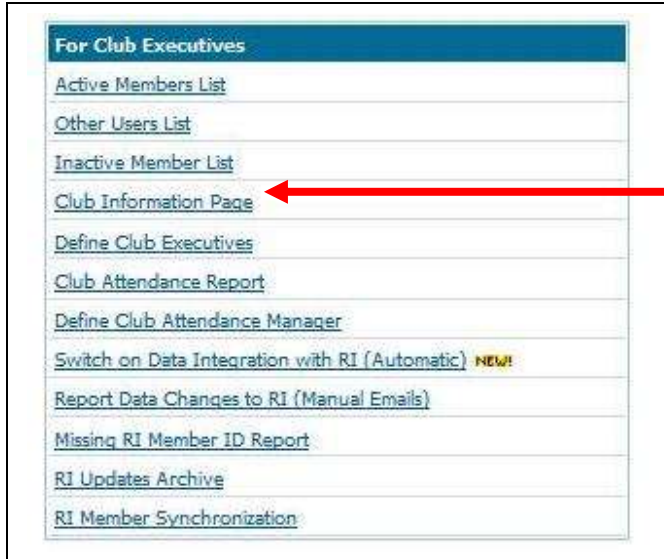 For Club Executives
Active Members List
Other Users List
Inactive Member List
Club Information Page
Define Club Executives
Club Attendance Report
Define Club Attendance Manager
Switch on Data Integration with RI (Automatic) NEW!
Report Data Changes to RI (Manual Emails)
Missing RI Member ID Report
RI Updates Archive
RI Member Synchronization